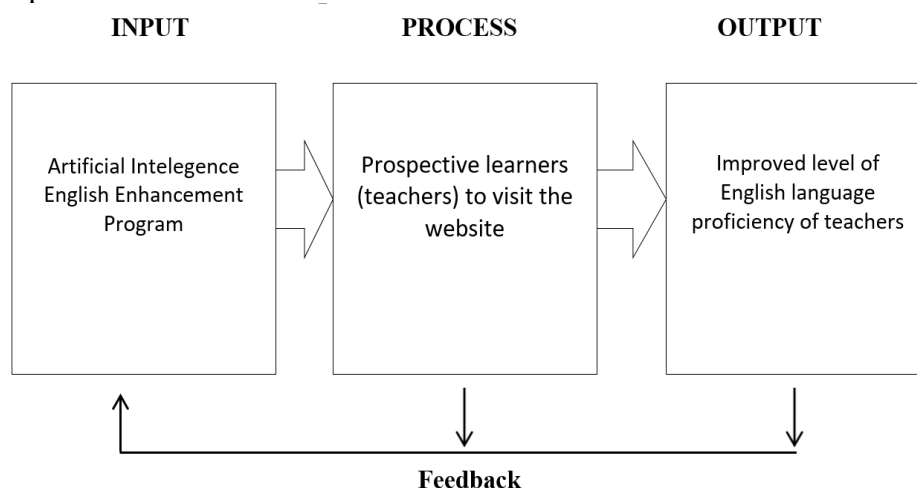 INPUT
PROCESS
OUTPUT
Artificial Intelegence
English Enhancement
Program
Prospective learners
(teachers) to visit the
website
Improved level of
English language
proficiency of teachers
Feedback